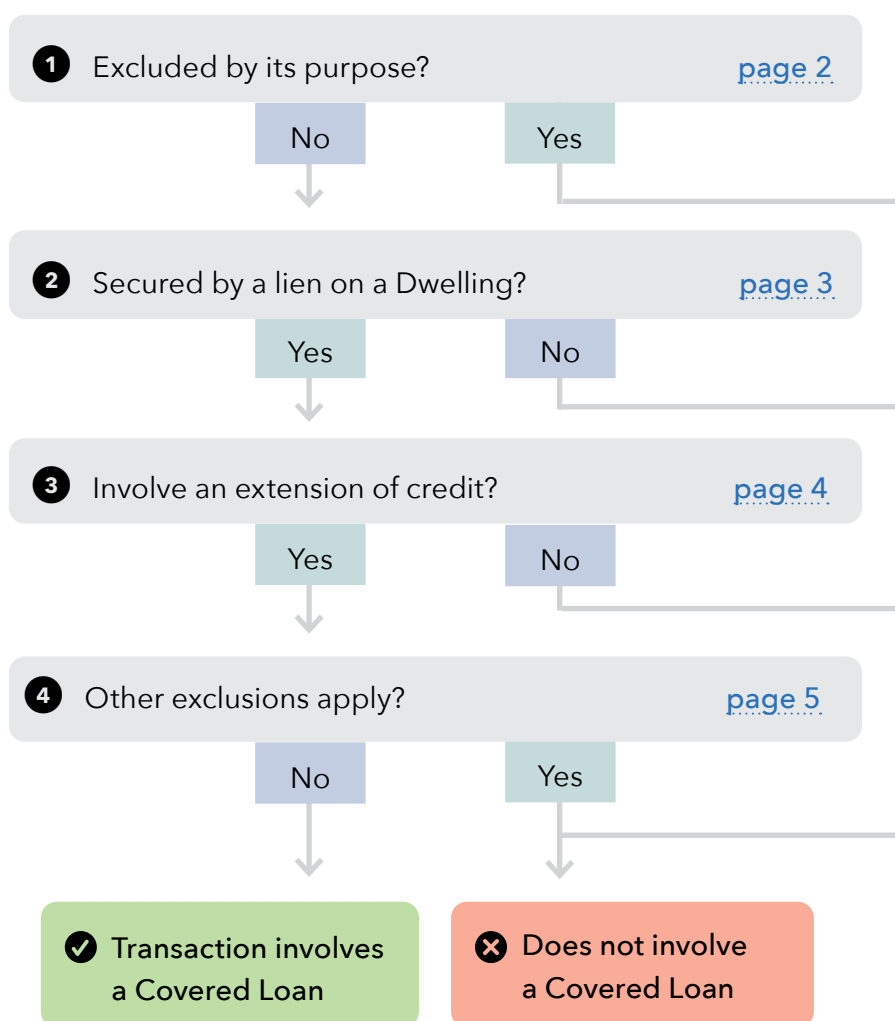 1 Excluded by its purpose? page 2
No Yes
2 Secured by a lien on a Dwelling? page 3
Yes No
3 Involve an extension of credit? page 4
Yes No
4 Other exclusions apply? page 5
No Yes
Transaction involves
a Covered Loan
Does not involve
a Covered Loan